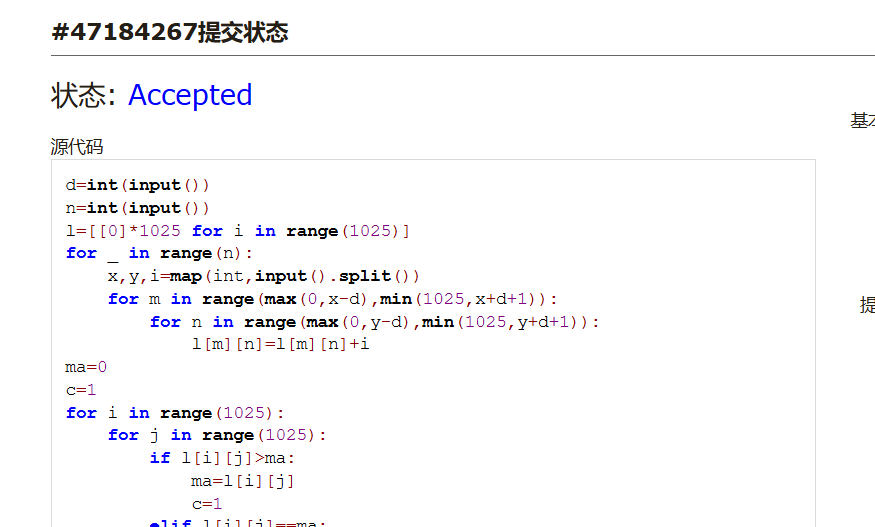 #47184267提交状态
状态: Accepted
基
源代码
d=int(input())
n=int(input())
l=[[0]*1025 for i in range(1025)]
for _ in range(n):
    x,y,i=map(int,input().split())
    for m in range(max(0,x-d),min(1025,x+d+1)):
提
        for n in range(max(0,y-d),min(1025,y+d+1)):
            l[m][n]=l[m][n]+i
ma=0
c=1
for i in range(1025):
    for j in range(1025):
        if l[i][j]>ma:
            ma=l[i][j]
            c=1
        elif l[i][j]==ma: